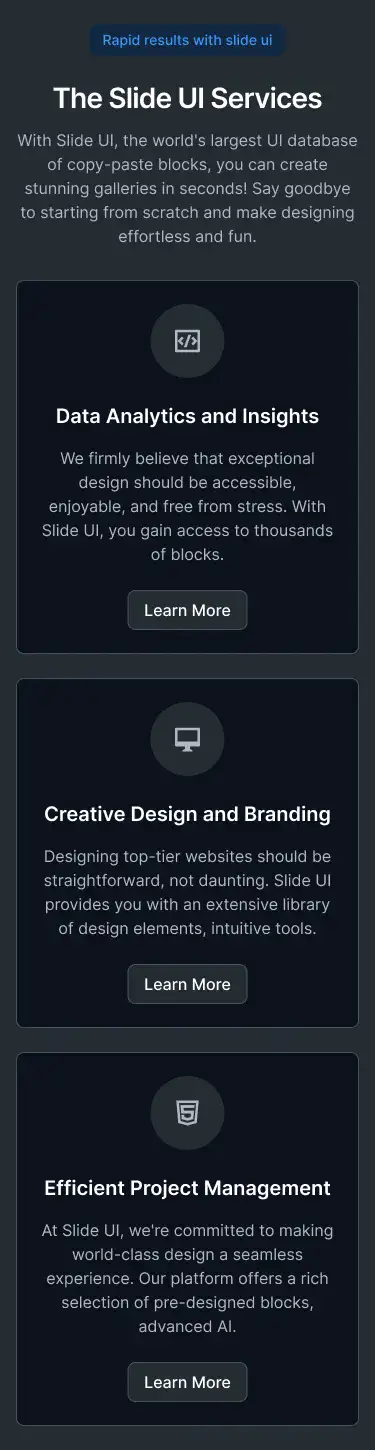 Rapid results with slide ui
The Slide UI Services
With Slide UI, the world's largest UI database
of copy-paste blocks, you can create
stunning galleries in seconds! Say goodbye
to starting from scratch and make designing
effortless and fun.
Data Analytics and Insights
We firmly believe that exceptional
design should be accessible,
enjoyable, and free from stress. With
Slide UI, you gain access to thousands
of blocks.
Learn More
Creative Design and Branding
Designing top-tier websites should be
straightforward, not daunting. Slide UI
provides you with an extensive library
of design elements, intuitive tools.
Learn More
Efficient Project Management
At Slide UI, we're committed to making
world-class design a seamless
experience. Our platform offers a rich
selection of pre-designed blocks,
advanced AI.
Learn More